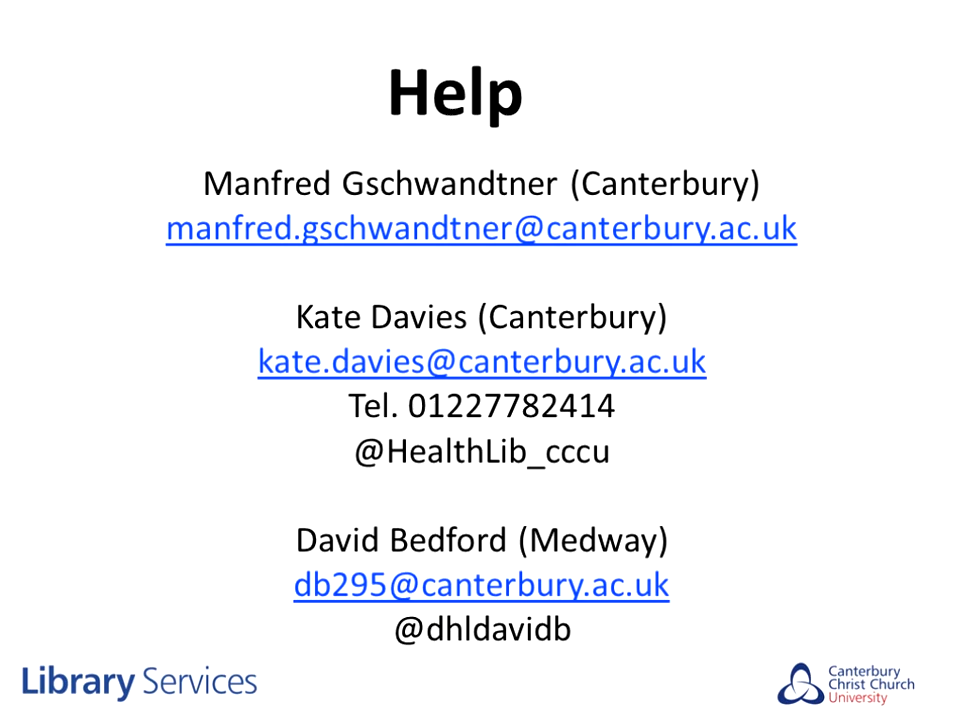 Help
Manfred Gschwandtner (Canterbury)
manfred.gschwandtner@canterbury.ac.uk
Kate Davies (Canterbury)
kate.davies@canterbury.ac.uk
Tel. 01227782414
@HealthLib_cccu
David Bedford (Medway)
db295@canterbury.ac.uk
@dhldavidb
Library Services
Canterbury
Christ Church
University